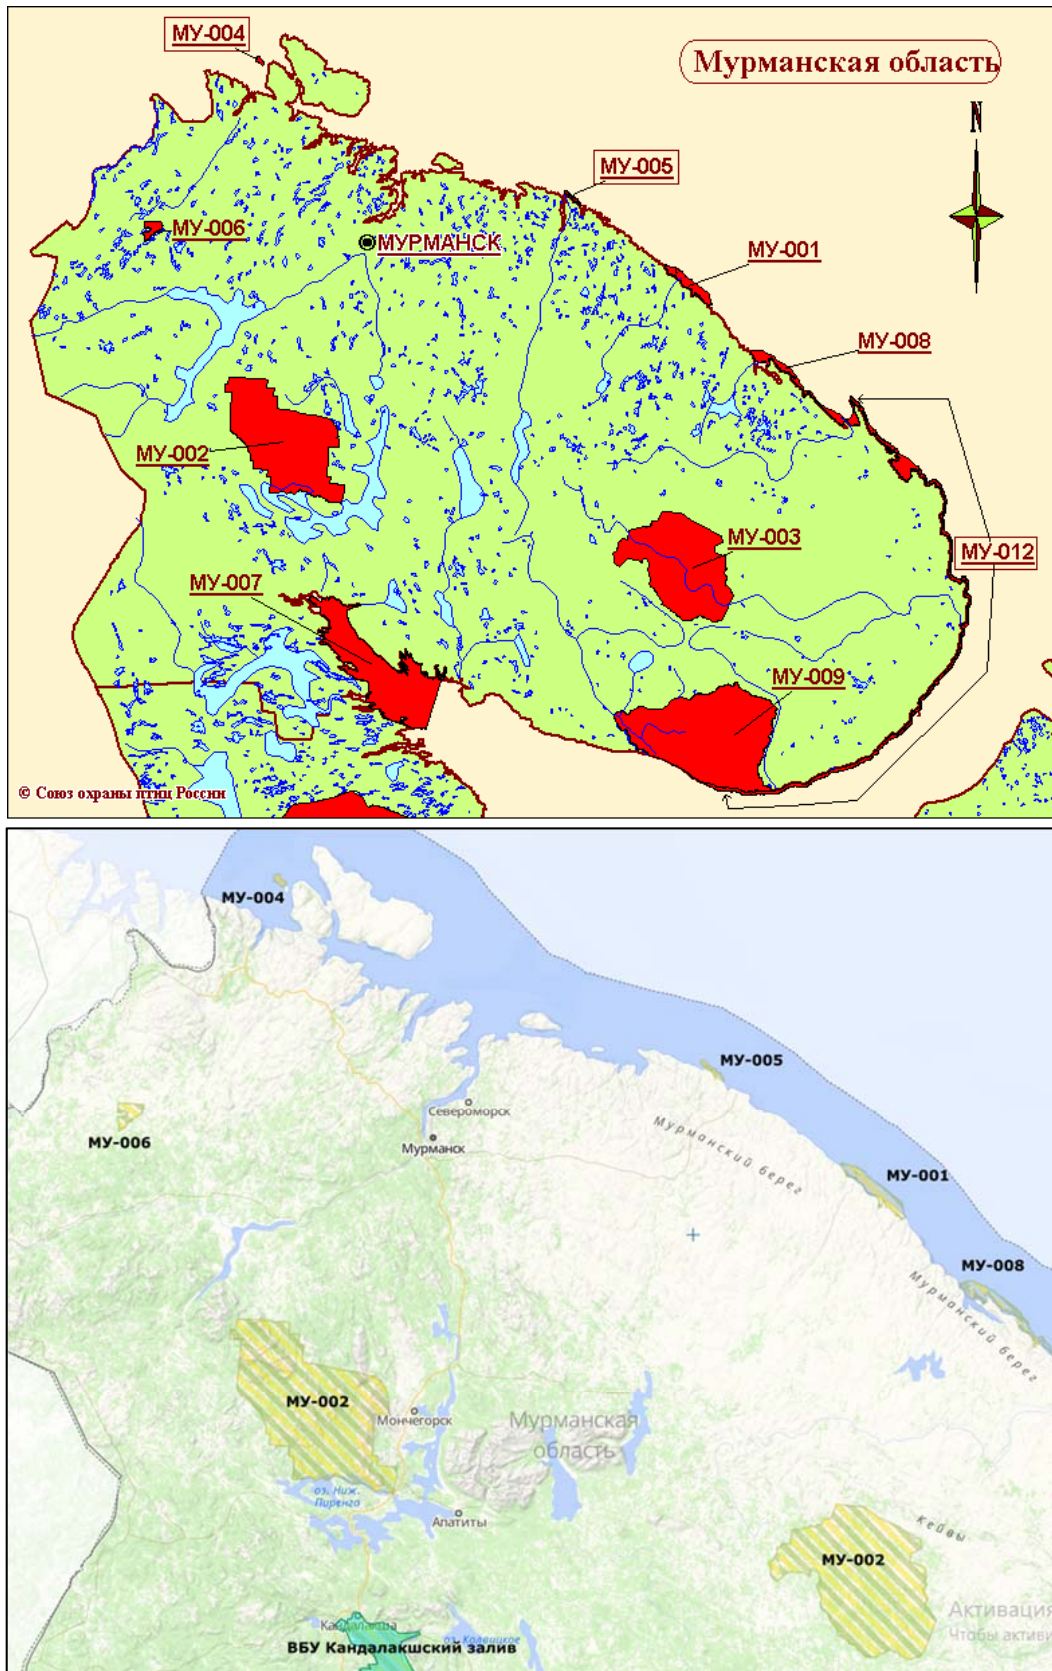 МУ-004
Мурманская область
N
МУ-005
МУ-006
МУРМАНСК
МУ-001
МУ-008
МУ-002
МУ-003
МУ-012
МУ-007
МУ-009
© Союз охраны птиц России
МУ-004
МУ-005
Североморск
МУ-006
Мурманск
Мурманский берег
МУ-001
МУ-008
Мурманский берег
МУ-002
Мончегорск
Мурманская
область
оз. Ниж.
Пиренга
Апатиты
Кейвы
МУ-002
Активация
Чтобы активи
Кандалакша
оз. Колвицкое
ВБУ Кандалакшский залив